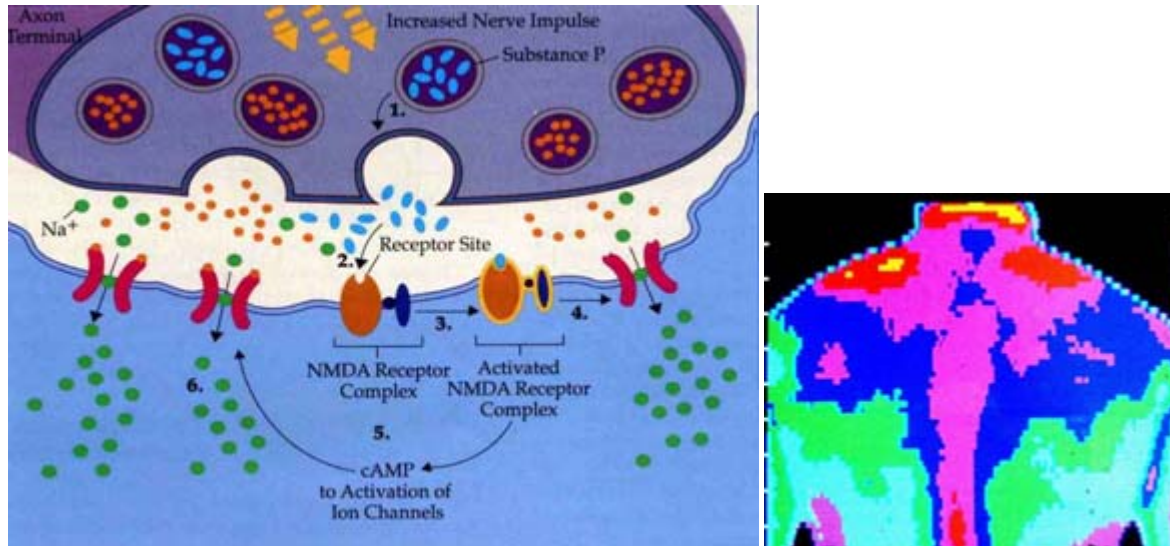 Axon
Terminal
Increased Nerve Impulse
Substance P
1.
Na+
Receptor Site
2.
3.
4.
NMDA Receptor
Complex
Activated
NMDA Receptor
Complex
6.
5.
cAMP
to Activation of
Ion Channels